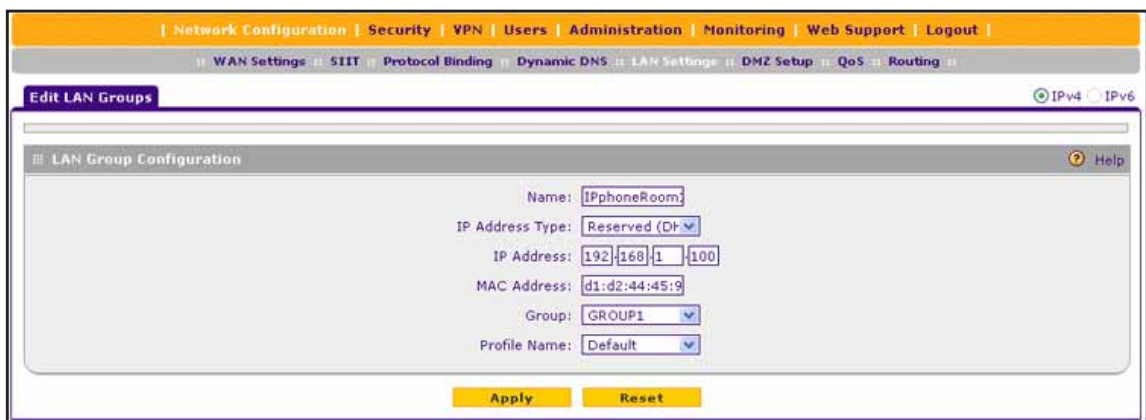 | Network Configuration | Security | VPN | Users | Administration | Monitoring | Web Support | Logout |
WAN Settings SIIT Protocol Binding Dynamic DNS LAN Settings DMZ Setup QoS Routing
Edit LAN Groups IPv4 IPv6
LAN Group Configuration ? Help
Name: IPphoneRoom
IP Address Type: Reserved (DH
IP Address: 192 . 168 . 1 . 100
MAC Address: d1:d2:44:45:9
Group: GROUP1
Profile Name: Default
Apply Reset